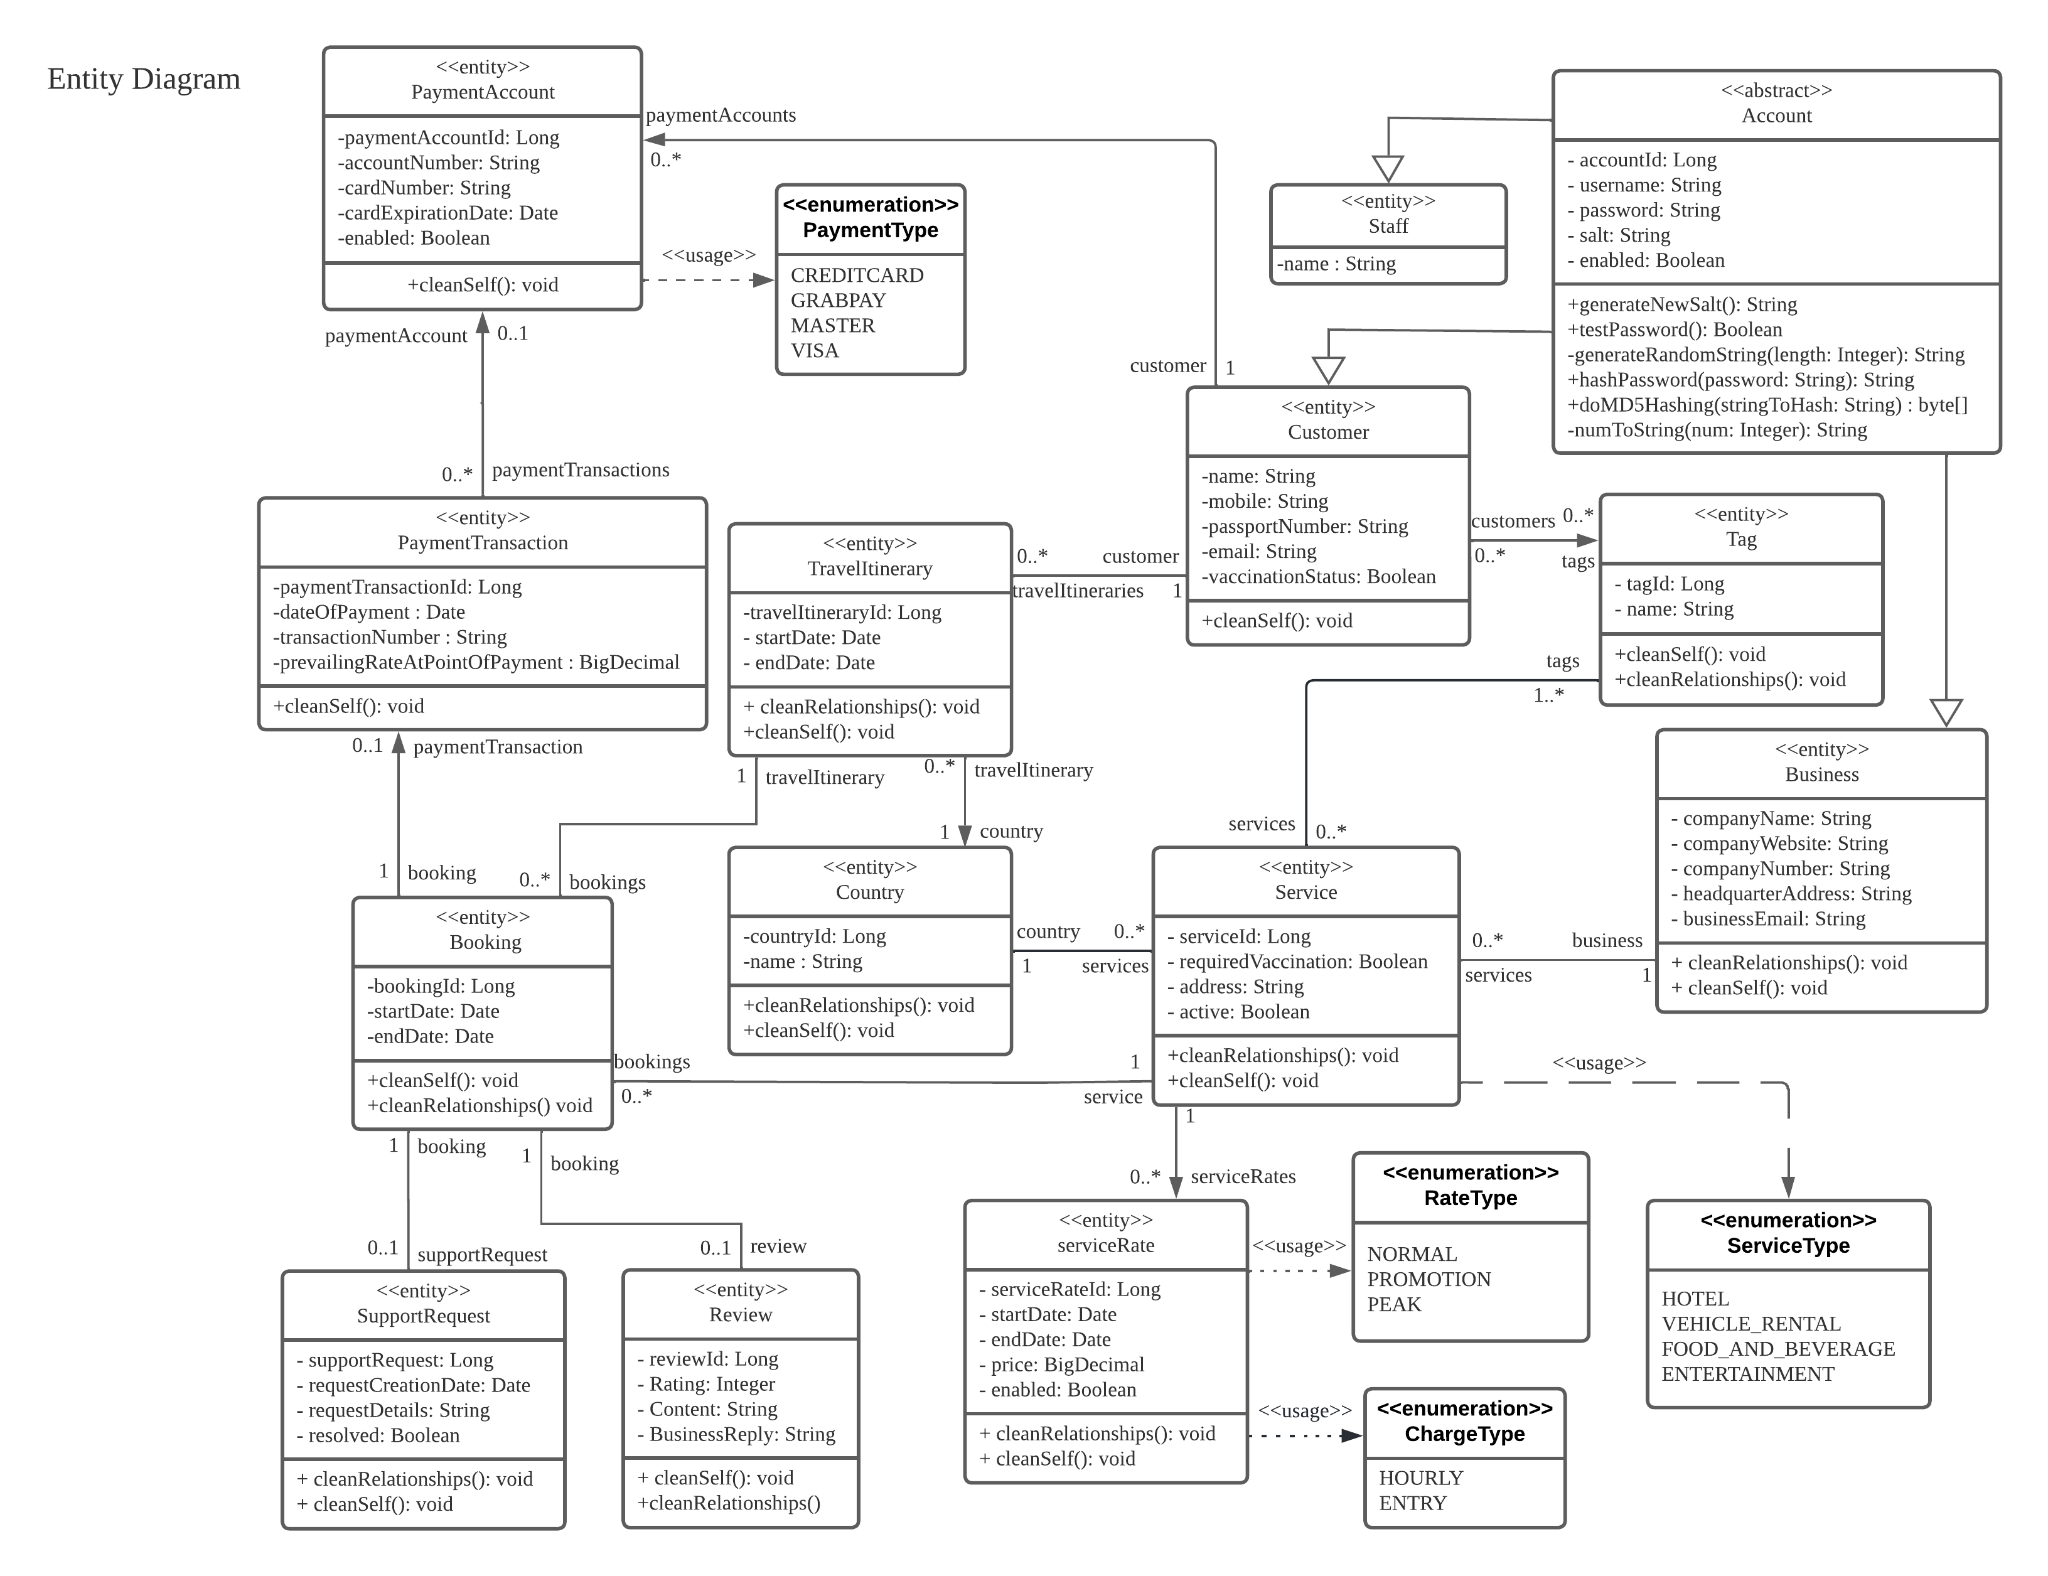 Entity Diagram
<<entity>>
PaymentAccount
-paymentAccountId: Long
-accountNumber: String
-cardNumber: String
-cardExpirationDate: Date
-enabled: Boolean
+cleanSelf(): void
paymentAccounts
0..*
<<usage>>
<<enumeration>>
PaymentType
CREDITCARD
GRABPAY
MASTER
VISA
<<entity>>
Staff
-name : String
<<abstract>>
Account
- accountId: Long
- username: String
- password: String
- salt: String
- enabled: Boolean
+generateNewSalt(): String
+testPassword(): Boolean
-generateRandomString(length: Integer): String
+hashPassword(password: String): String
+doMD5Hashing(stringToHash: String) : byte[]
-numToString(num: Integer): String
paymentAccount
0..1
customer
1
<<entity>>
Customer
-name: String
-mobile: String
-passportNumber: String
-email: String
-vaccinationStatus: Boolean
+cleanSelf(): void
0..*
paymentTransactions
<<entity>>
PaymentTransaction
-paymentTransactionId: Long
-dateOfPayment : Date
-transactionNumber : String
-prevailingRateAtPointOfPayment : BigDecimal
+cleanSelf(): void
<<entity>>
TravelItinerary
-travelItineraryId: Long
- startDate: Date
- endDate: Date
+ cleanRelationships(): void
+cleanSelf(): void
0..*
customer
travelItineraries
1
customers
0..*
0..*
tags
<<entity>>
Tag
- tagId: Long
- name: String
+cleanSelf(): void
+cleanRelationships(): void
tags
1..*
0..1
paymentTransaction
1
travelItinerary
0..*
travelItinerary
1
country
services
0..*
<<entity>>
Business
- companyName: String
- companyWebsite: String
- companyNumber: String
- headquarterAddress: String
- businessEmail: String
+ cleanRelationships(): void
+ cleanSelf(): void
1
booking
0..*
bookings
<<entity>>
Booking
-bookingId: Long
-startDate: Date
-endDate: Date
+cleanSelf(): void
+cleanRelationships() void
<<entity>>
Country
-countryId: Long
-name : String
+cleanRelationships(): void
+cleanSelf(): void
country
0..*
1
services
<<entity>>
Service
- serviceId: Long
- requiredVaccination: Boolean
- address: String
- active: Boolean
+cleanRelationships(): void
+cleanSelf(): void
0..*
business
services
1
bookings
0..*
1
service
<<usage>>
1
booking
1
booking
1
0..*
serviceRates
0..1
supportRequest
0..1
review
<<entity>>
SupportRequest
- supportRequest: Long
- requestCreationDate: Date
- requestDetails: String
- resolved: Boolean
+ cleanRelationships(): void
+ cleanSelf(): void
<<entity>>
Review
- reviewId: Long
- Rating: Integer
- Content: String
- BusinessReply: String
+ cleanSelf(): void
+cleanRelationships()
<<entity>>
serviceRate
- serviceRateId: Long
- startDate: Date
- endDate: Date
- price: BigDecimal
- enabled: Boolean
+ cleanRelationships(): void
+ cleanSelf(): void
<<usage>>
<<enumeration>>
RateType
NORMAL
PROMOTION
PEAK
<<usage>>
<<enumeration>>
ChargeType
HOURLY
ENTRY
<<enumeration>>
ServiceType
HOTEL
VEHICLE_RENTAL
FOOD_AND_BEVERAGE
ENTERTAINMENT